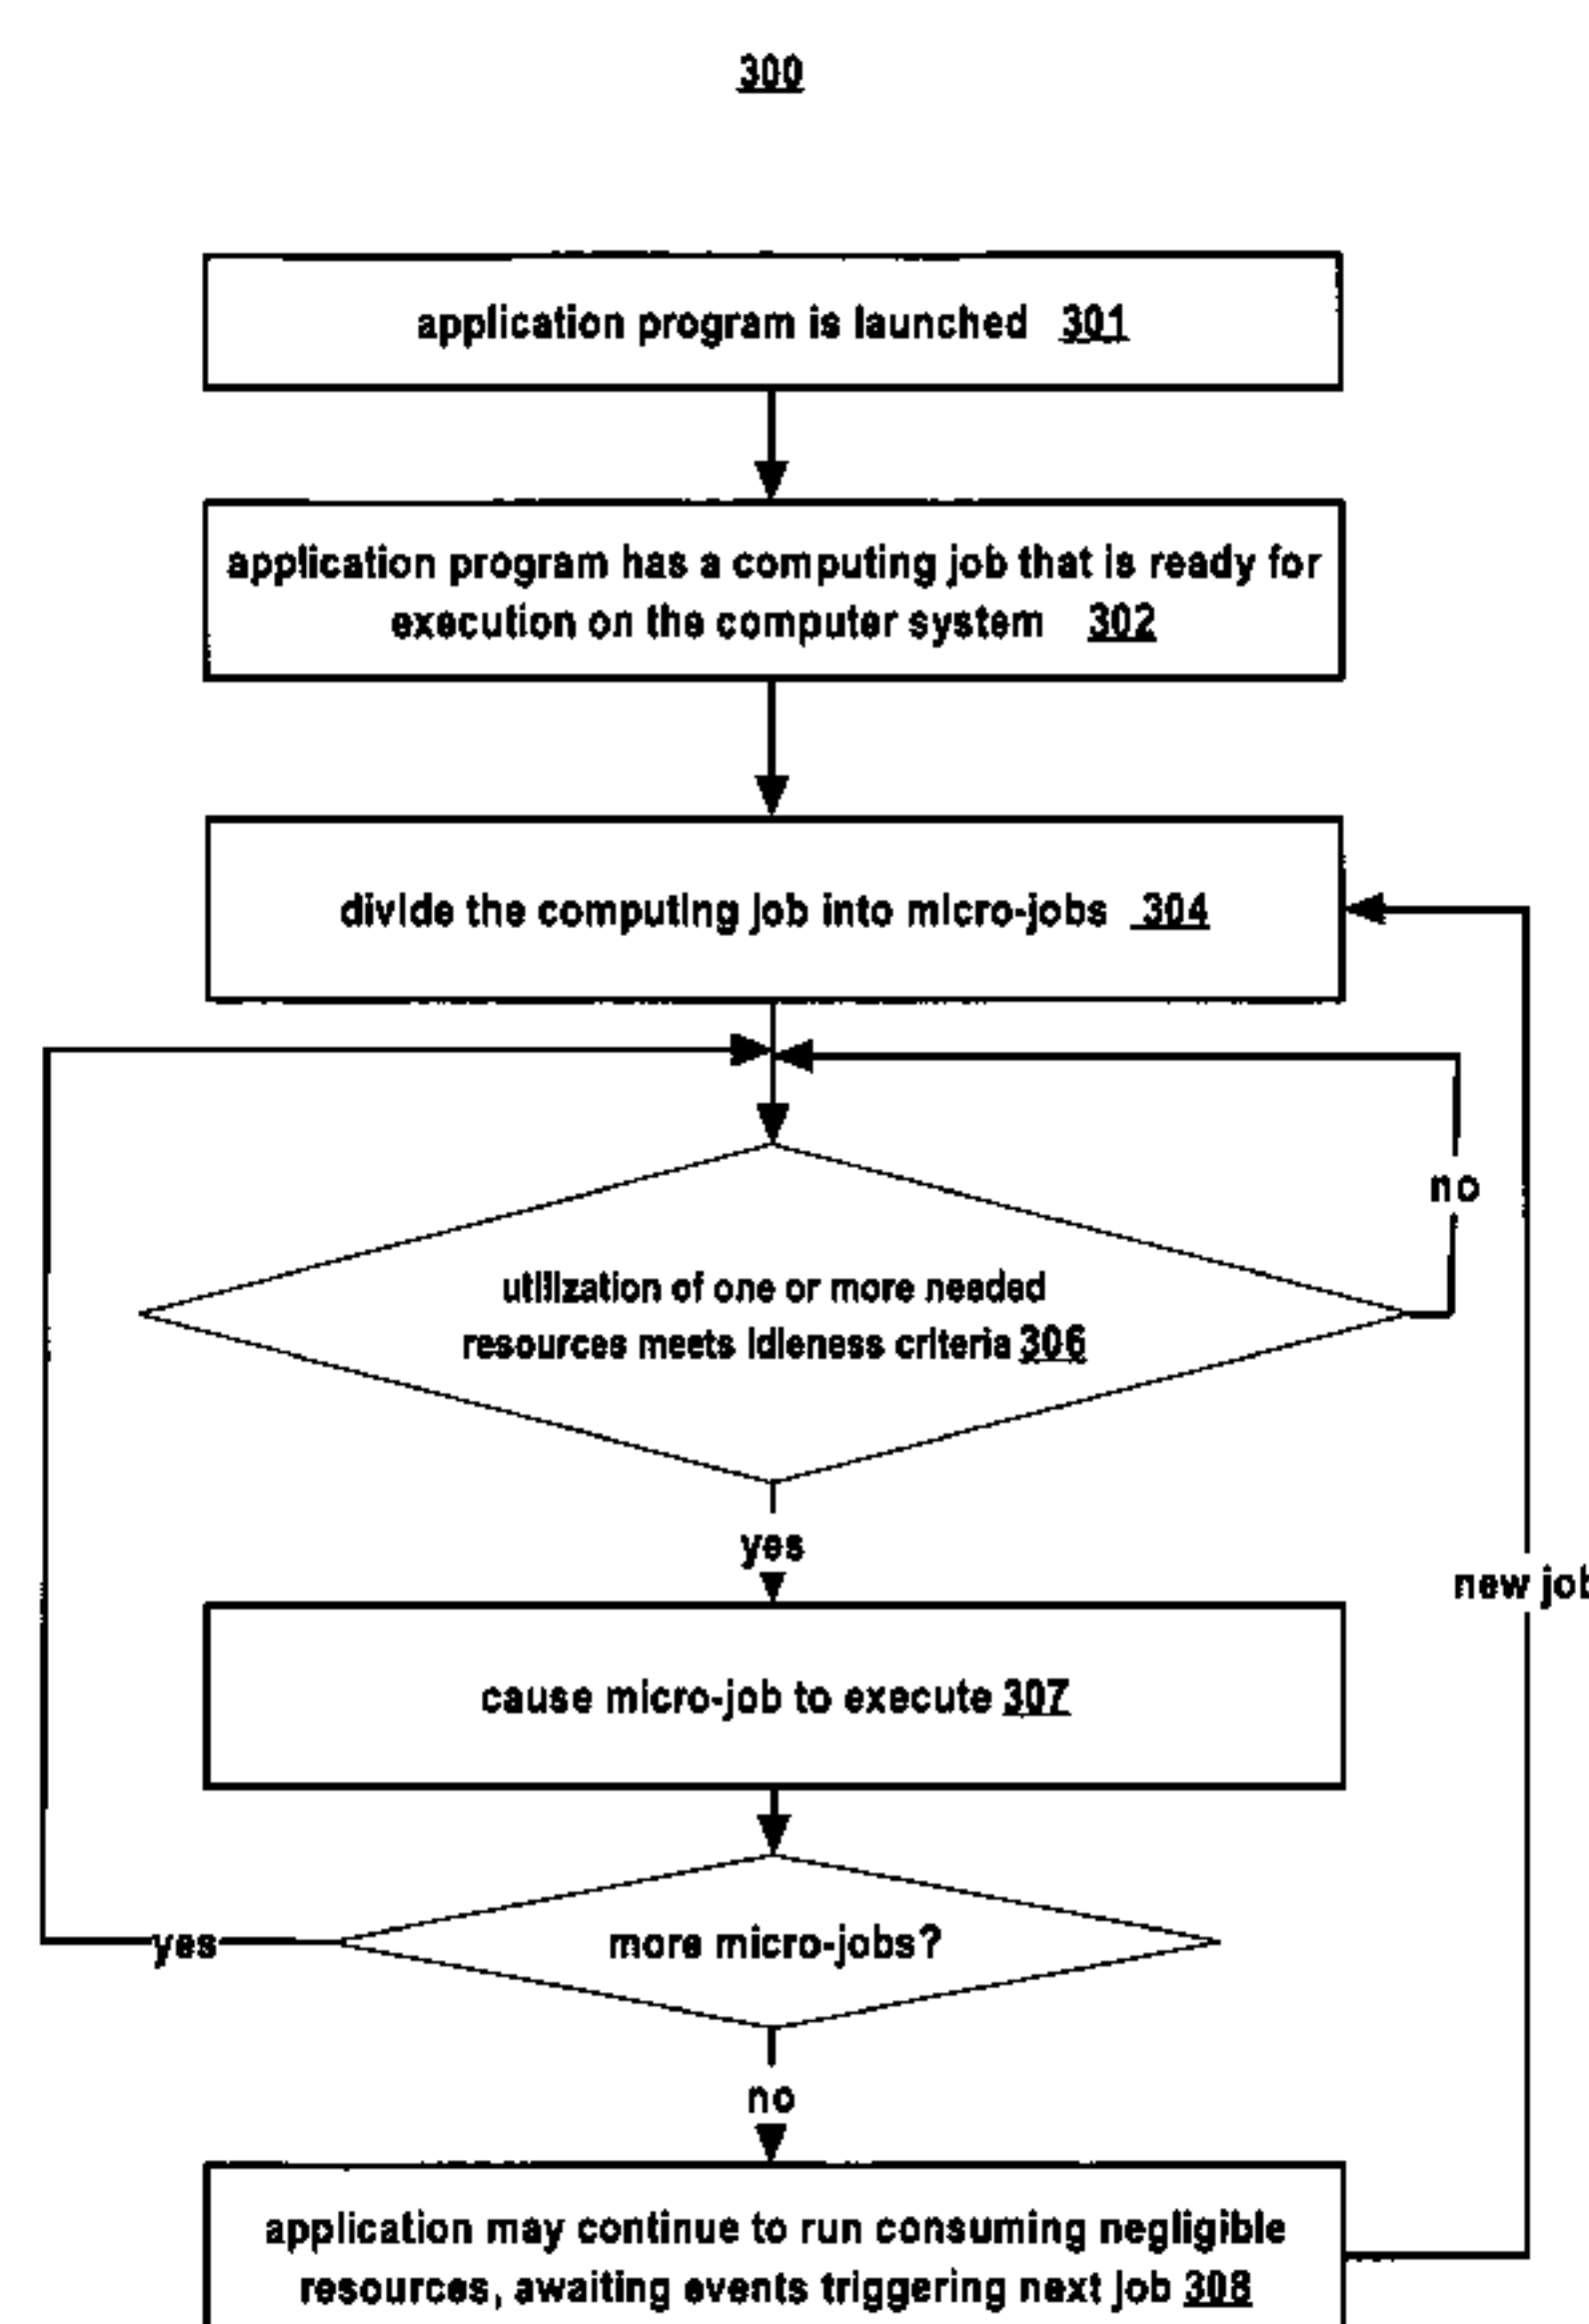 300
application program is launched 301
application program has a computing job that is ready for
execution on the computer system 302
divide the computing job into micro-jobs 304
no
utilization of one or more needed
resources meets idleness criteria 306
yes
new job
cause micro-job to execute 307
yes
more micro-jobs?
no
application may continue to run consuming negligible
resources, awaiting events triggering next job 308